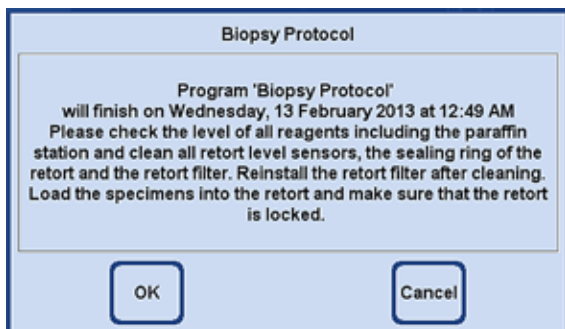 Biopsy Protocol
Program 'Biopsy Protocol'
will finish on Wednesday, 13 February 2013 at 12:49 AM
Please check the level of all reagents including the paraffin
station and clean all retort level sensors, the sealing ring of the
retort and the retort filter. Reinstall the retort filter after cleaning.
Load the specimens into the retort and make sure that the retort
is locked.
OK
Cancel